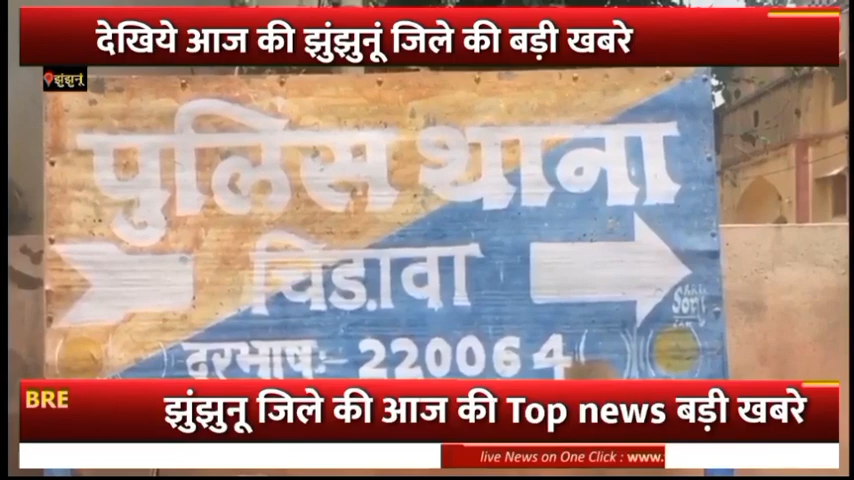 देखिये आज की झुंझुनूं जिले की बड़ी खबरे
झुंझुनूं
पुलिस थाना
चिडा़वा
दूरभाषः- 220064
BRE
झुंझुनू जिले की आज की Top news बड़ी खबरे
live News on One Click : www.